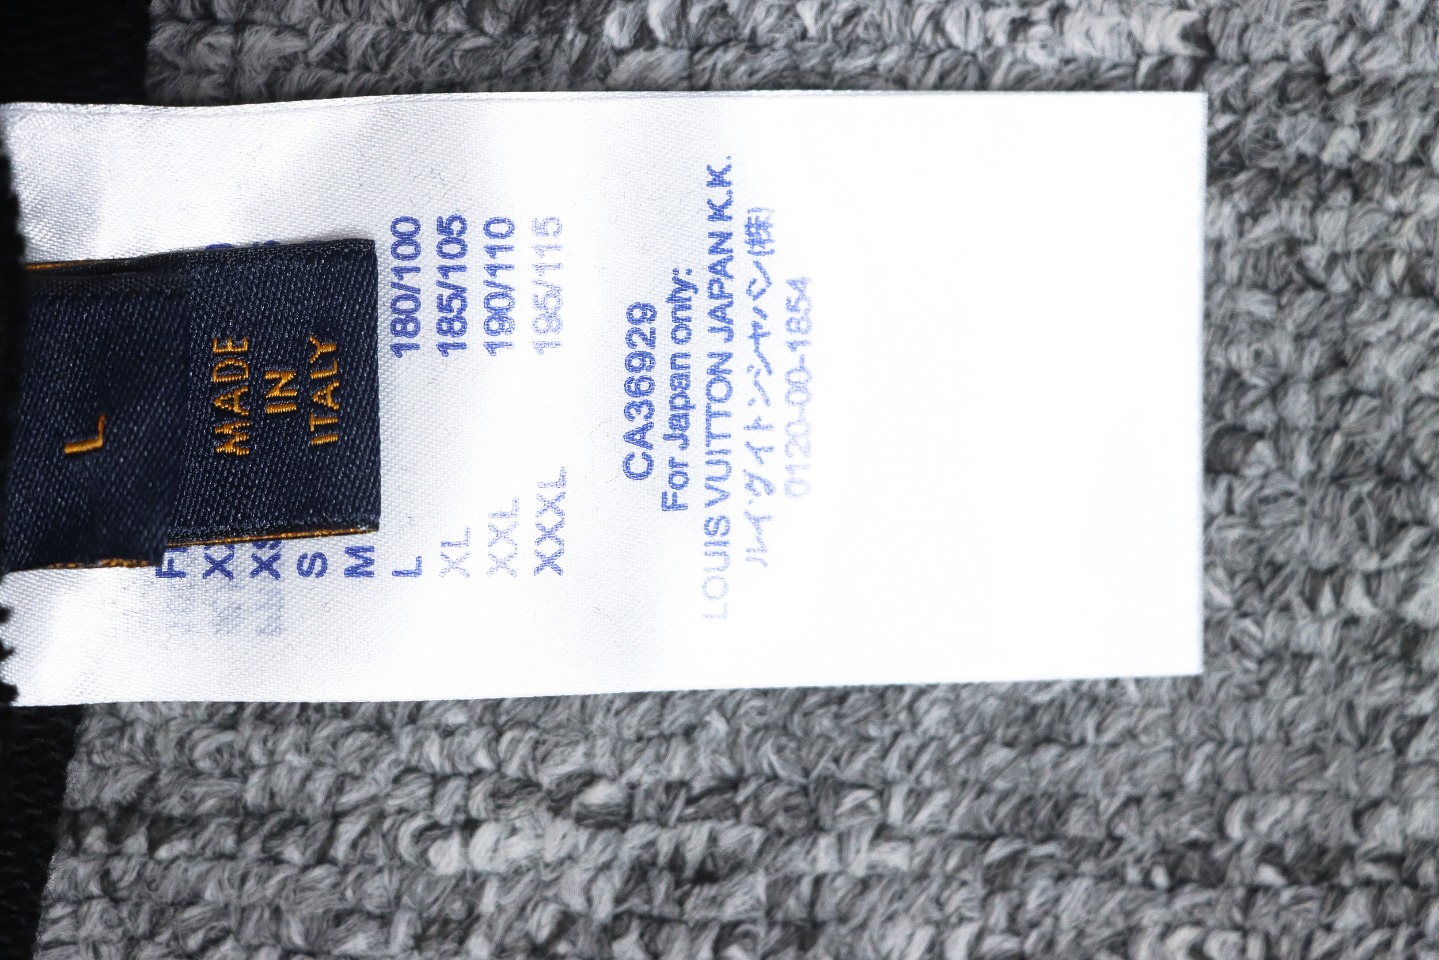 L
MADE
IN
ITALY
S
M
L 180/100
XL 185/105
XXL 190/110
XXXL 195/115
CA36929
For Japan only:
LOUIS VUITTON JAPAN K.K.
ルイ・ヴィトンジャパン(株)
0120-00-1854